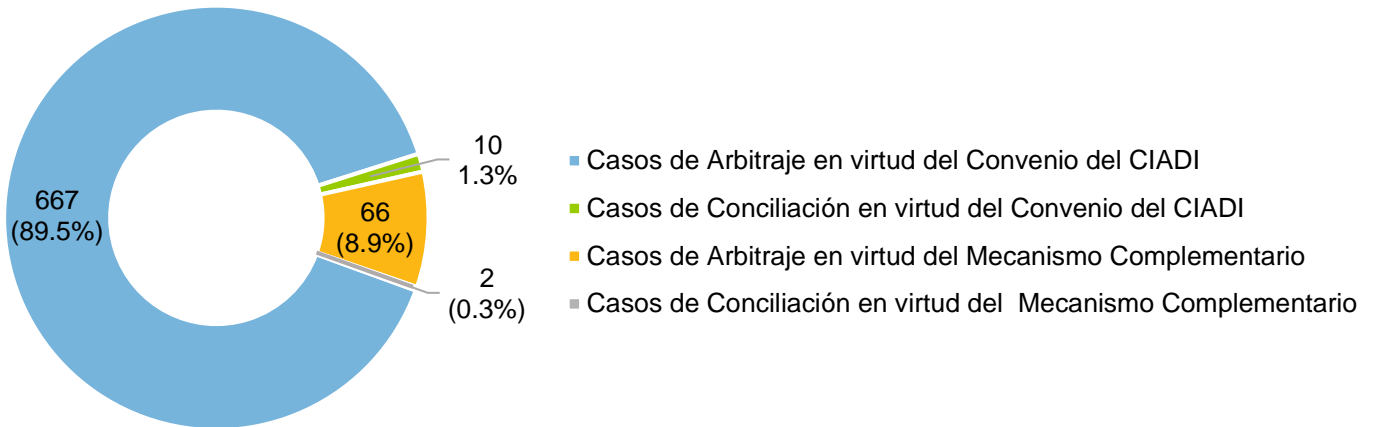 667
(89.5%)
10
1.3%
66
(8.9%)
2
(0.3%)
Casos de Arbitraje en virtud del Convenio del CIADI
Casos de Conciliación en virtud del Convenio del CIADI
Casos de Arbitraje en virtud del Mecanismo Complementario
Casos de Conciliación en virtud del  Mecanismo Complementario